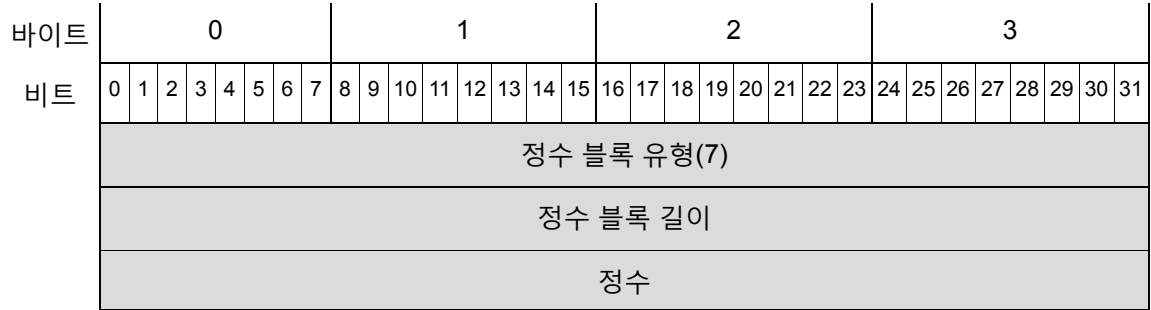 바이트 0 1 2 3
비트 0 1 2 3 4 5 6 7 8 9 10 11 12 13 14 15 16 17 18 19 20 21 22 23 24 25 26 27 28 29 30 31
정수 블록 유형(7)
정수 블록 길이
정수